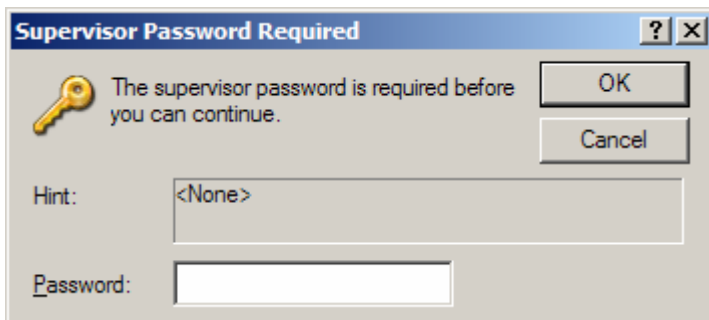 Supervisor Password Required
The supervisor password is required before
you can continue.
OK
Cancel
Hint:
<None>
Password: